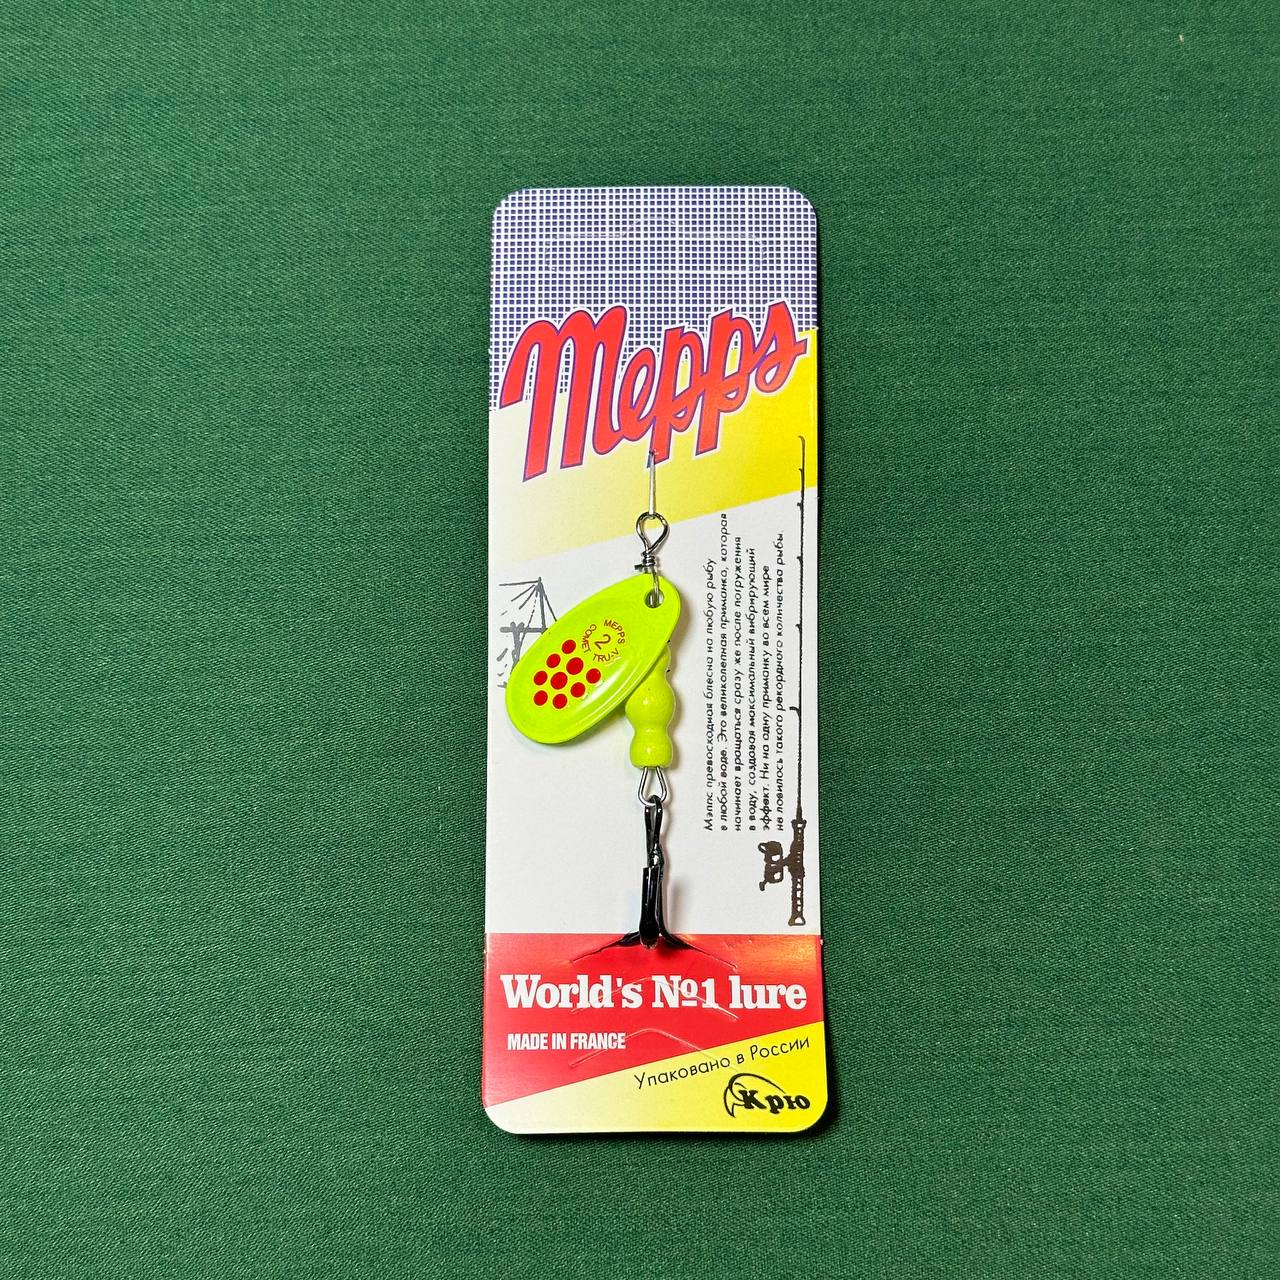 Mepps
MEPPS
COMET 2 TRU-V
Мэппс превосходная блесна на любую рыбу
в любой воде. Это великолепная приманка, которая
начинает вращаться сразу же после погружения
в воду, создавая максимальный вибрирующий
эффект. Ни на одну приманку во всем мире
не ловилось такого рекордного количества рыбы.
World's №1 lure
MADE IN FRANCE
Упаковано в России
Крю